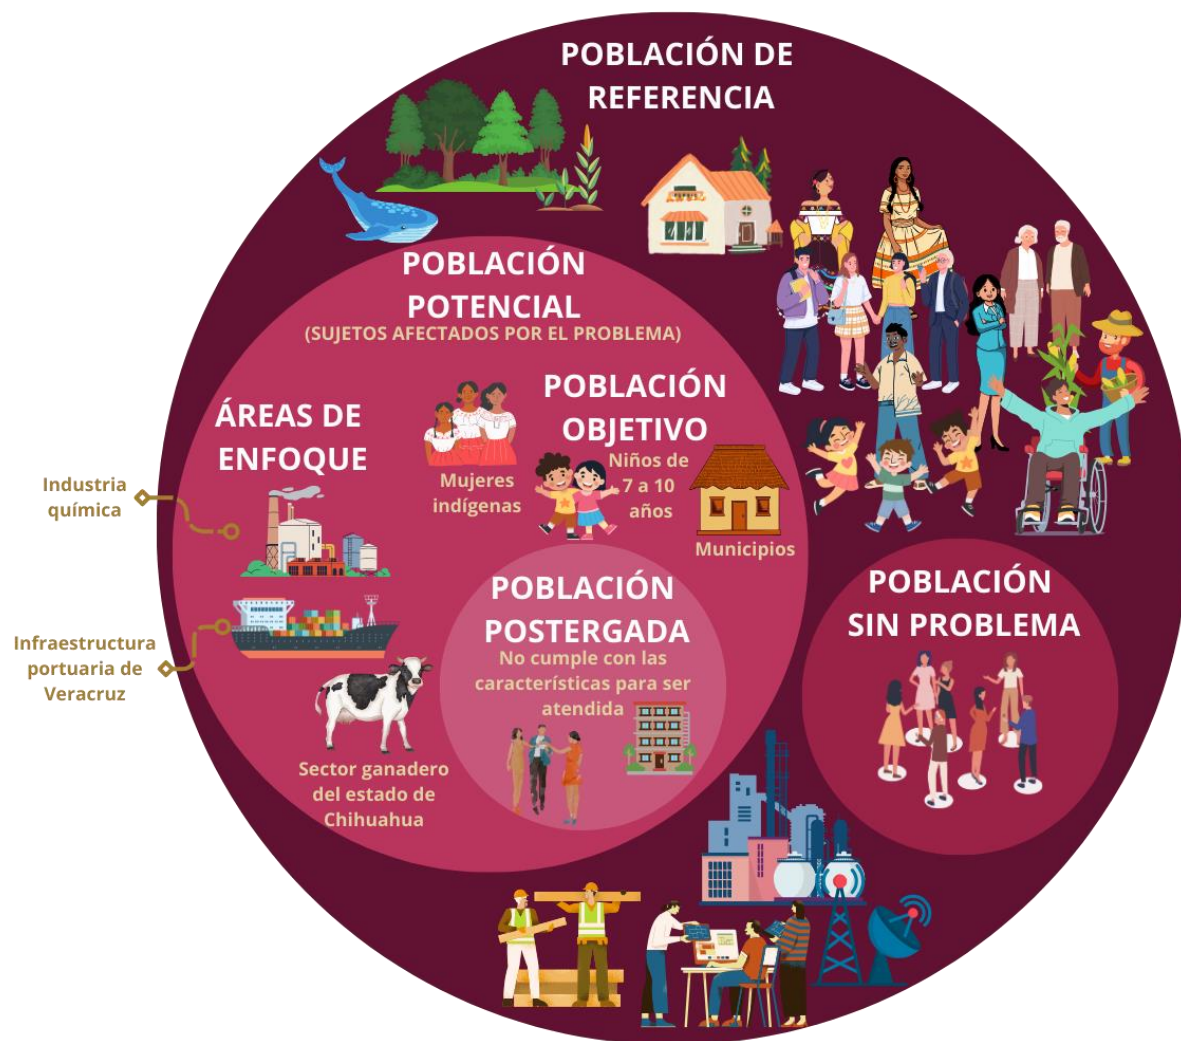 POBLACIÓN DE
REFERENCIA
POBLACIÓN
POTENCIAL
(SUJETOS AFECTADOS POR EL PROBLEMA)
ÁREAS DE
ENFOQUE
Industria
química
Infraestructura
portuaria de
Veracruz
Sector ganadero
del estado de
Chihuahua
POBLACIÓN
OBJETIVO
Mujeres
indígenas
Niños de
7 a 10
años
Municipios
POBLACIÓN
POSTERGADA
No cumple con las
características para ser
atendida
POBLACIÓN
SIN PROBLEMA